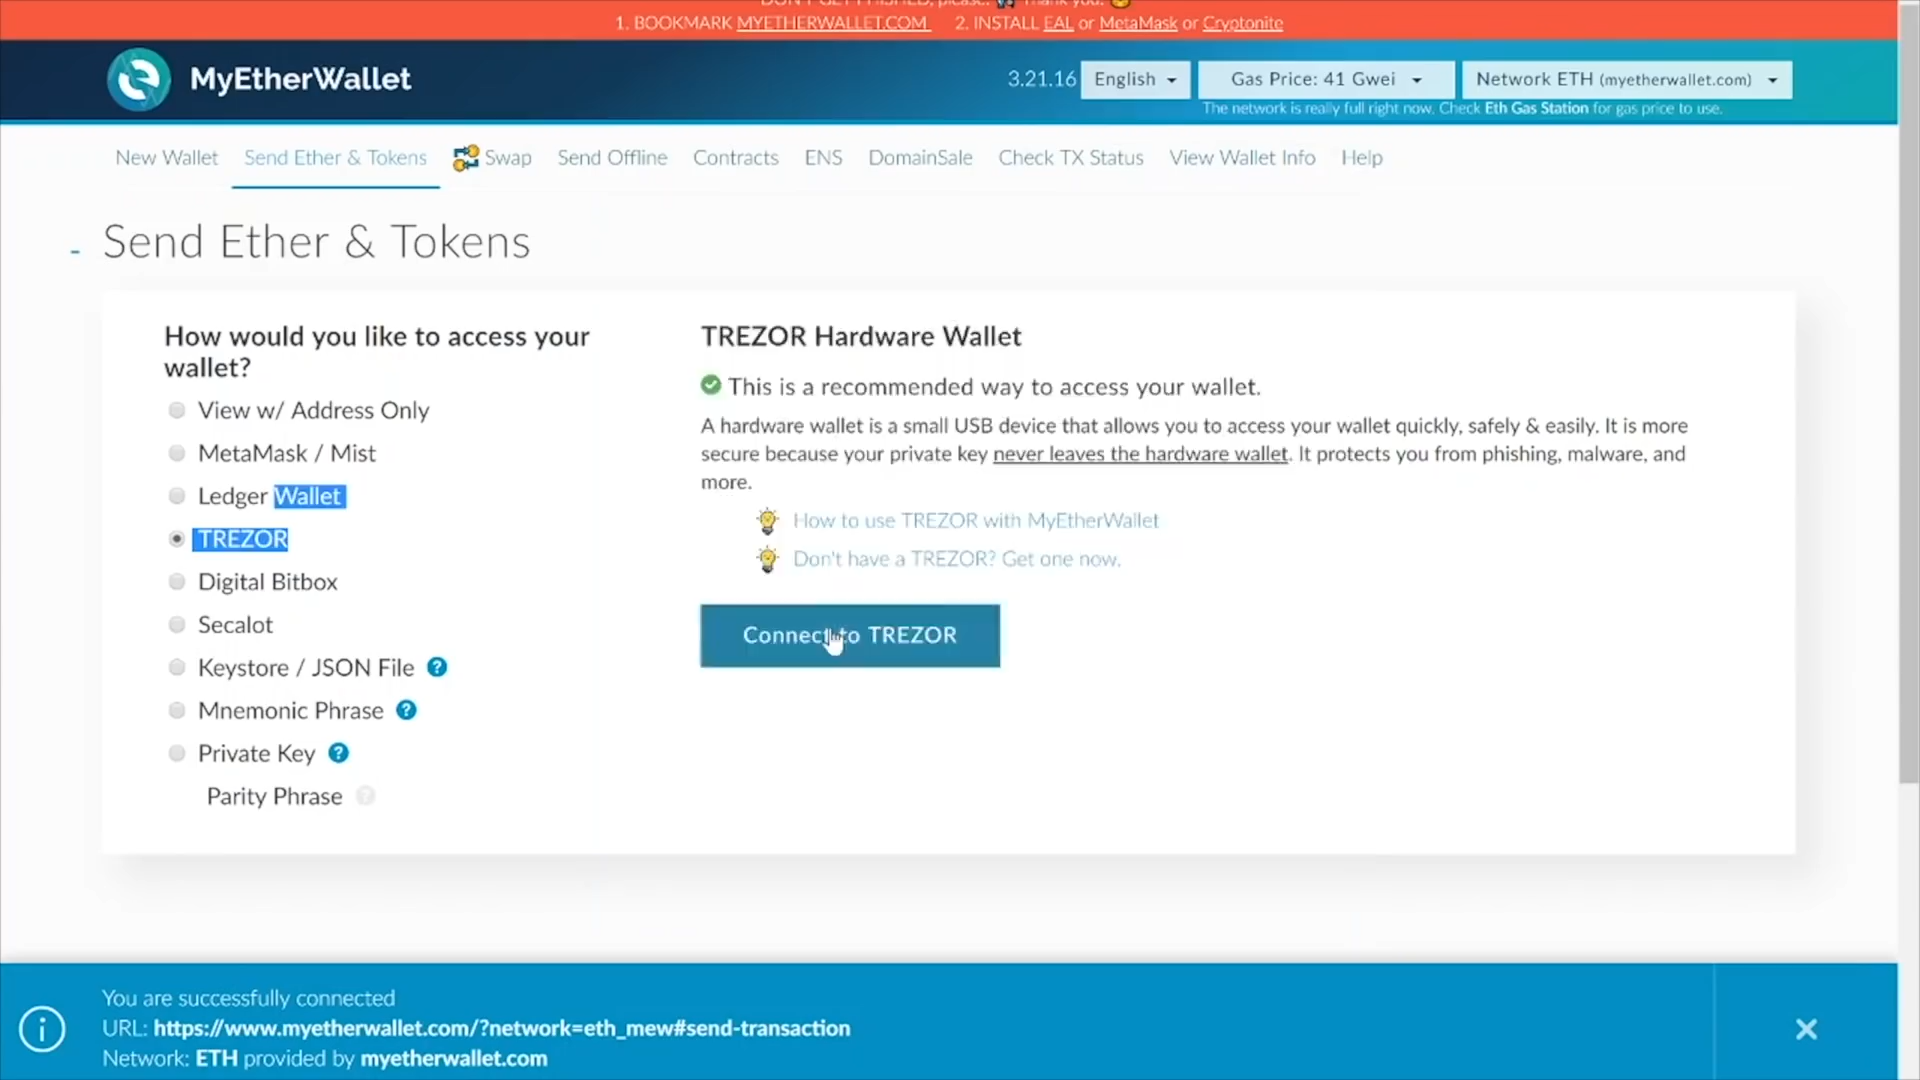 DON'T GET PHISHED, please! Thank you!
1. BOOKMARK MYETHERWALLET.COM 2. INSTALL EAL or MetaMask or Cryptonite
MyEtherWallet
3.21.16 English Gas Price: 41 Gwei Network ETH (myetherwallet.com)
The network is really full right now. Check Eth Gas Station for gas price to use.
New Wallet Send Ether & Tokens Swap Send Offline Contracts ENS DomainSale Check TX Status View Wallet Info Help
- Send Ether & Tokens
How would you like to access your
wallet?
View w/ Address Only
MetaMask / Mist
Ledger Wallet
TREZOR
Digital Bitbox
Secalot
Keystore / JSON File ?
Mnemonic Phrase ?
Private Key ?
Parity Phrase ?
TREZOR Hardware Wallet
This is a recommended way to access your wallet.
A hardware wallet is a small USB device that allows you to access your wallet quickly, safely & easily. It is more
secure because your private key never leaves the hardware wallet. It protects you from phishing, malware, and
more.
How to use TREZOR with MyEtherWallet
Don't have a TREZOR? Get one now.
Connect to TREZOR
You are successfully connected
URL: https://www.myetherwallet.com/?network=eth_mew#send-transaction
Network: ETH provided by myetherwallet.com